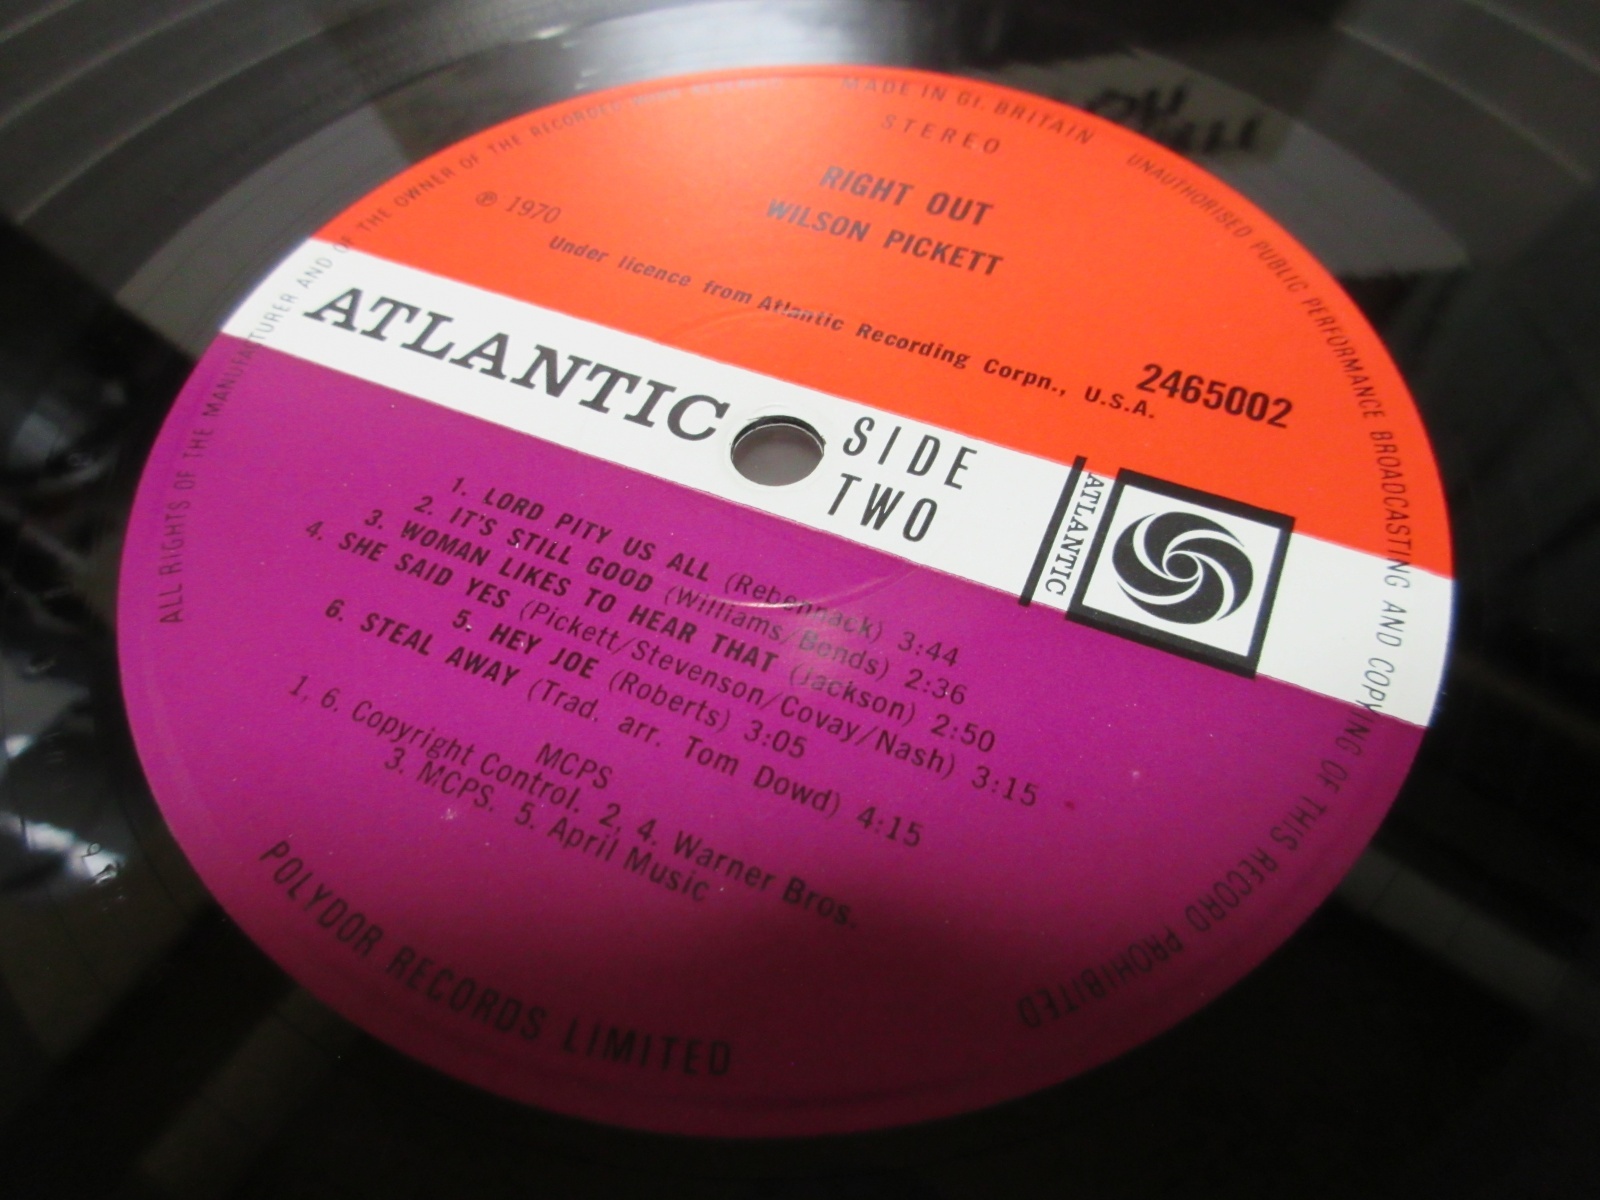 MADE IN Gt. BRITAIN
STEREO
RIGHT OUT
WILSON PICKETT
℗ 1970
Under licence from Atlantic Recording Corpn., U.S.A.
2465002
ATLANTIC
SIDE
TWO
ATLANTIC
1. LORD PITY US ALL (Rebennack) 3:44
2. IT'S STILL GOOD (Williams/Bonds) 2:36
3. WOMAN LIKES TO HEAR THAT (Jackson) 2:50
4. SHE SAID YES (Pickett/Stevenson/Covay/Nash) 3:15
5. HEY JOE (Roberts) 3:05
6. STEAL AWAY (Trad. arr. Tom Dowd) 4:15
MCPS
1, 6. Copyright Control. 2, 4. Warner Bros.
3. MCPS. 5. April Music
POLYDOR RECORDS LIMITED
ALL RIGHTS OF THE MANUFACTURER AND OF THE OWNER OF THE RECORDED WORK RESERVED
UNAUTHORISED PUBLIC PERFORMANCE BROADCASTING AND COPYING OF THIS RECORD PROHIBITED